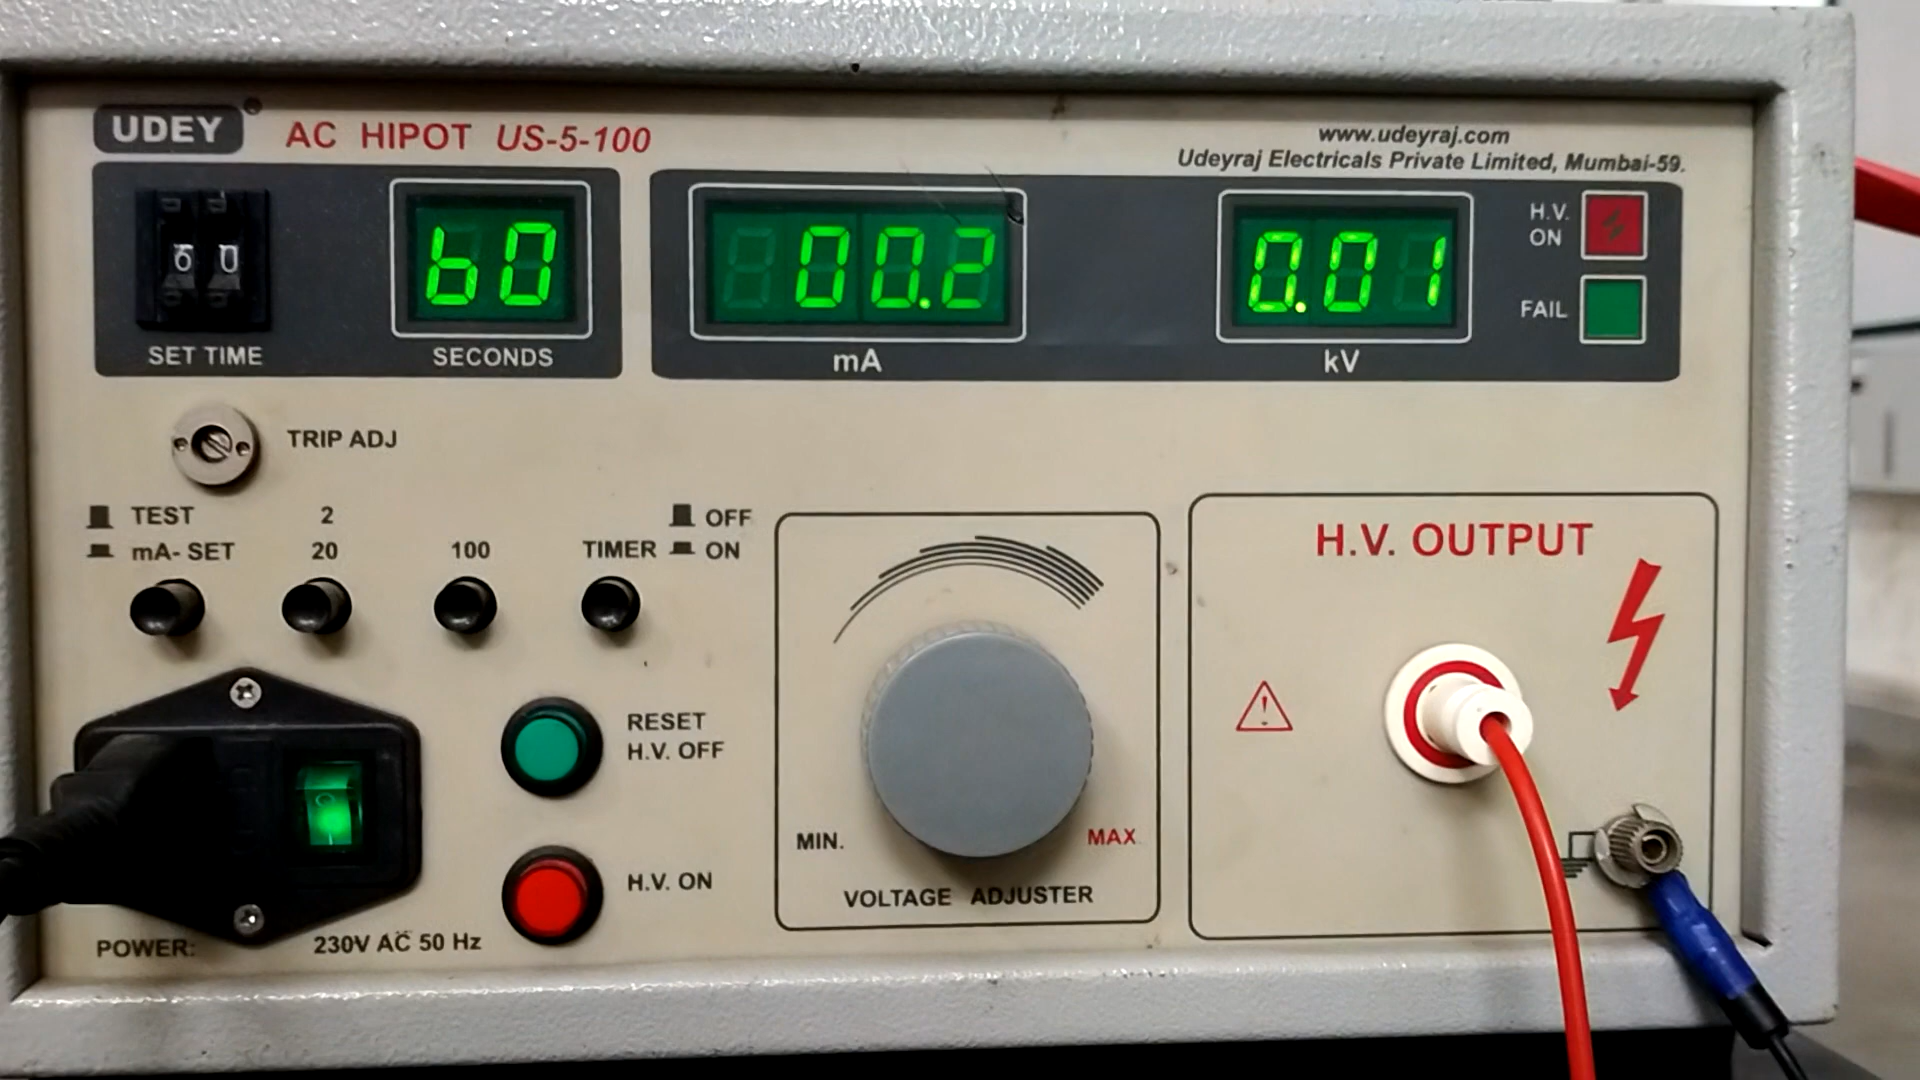 UDEY®
AC HIPOT US-5-100
www.udeyraj.com
Udeyraj Electricals Private Limited, Mumbai-59.
60
SET TIME
60
SECONDS
00.2
mA
0.01
kV
H.V.
ON
FAIL
TRIP ADJ
TEST
mA- SET
2
20
100
TIMER
OFF
ON
RESET
H.V. OFF
H.V. ON
POWER:
230V AC 50 Hz
MIN.
MAX.
VOLTAGE ADJUSTER
H.V. OUTPUT